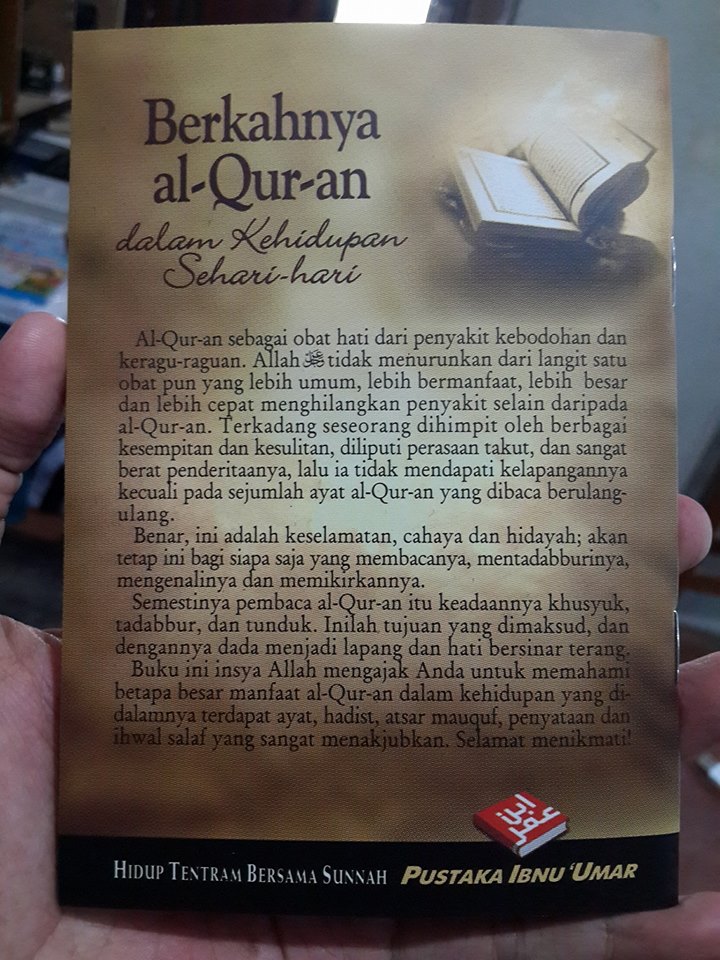 Berkahnya
al-Qur-an
dalam Kehidupan
Sehari-hari
Al-Qur-an sebagai obat hati dari penyakit kebodohan dan
keragu-raguan. Allah ﷻ tidak menurunkan dari langit satu
obat pun yang lebih umum, lebih bermanfaat, lebih besar
dan lebih cepat menghilangkan penyakit selain daripada
al-Qur-an. Terkadang seseorang dihimpit oleh berbagai
kesempitan dan kesulitan, diliputi perasaan takut, dan sangat
berat penderitaanya, lalu ia tidak mendapati kelapangannya
kecuali pada sejumlah ayat al-Qur-an yang dibaca berulang-
ulang.
Benar, ini adalah keselamatan, cahaya dan hidayah; akan
tetap ini bagi siapa saja yang membacanya, mentadabburinya,
mengenalinya dan memikirkannya.
Semestinya pembaca al-Qur-an itu keadaannya khusyuk,
tadabbur, dan tunduk. Inilah tujuan yang dimaksud, dan
dengannya dada menjadi lapang dan hati bersinar terang.
Buku ini insya Allah mengajak Anda untuk memahami
betapa besar manfaat al-Qur-an dalam kehidupan yang di-
dalamnya terdapat ayat, hadist, atsar mauquf, penyataan dan
ihwal salaf yang sangat menakjubkan. Selamat menikmati!
ابن عمر
HIDUP TENTRAM BERSAMA SUNNAH PUSTAKA IBNU 'UMAR